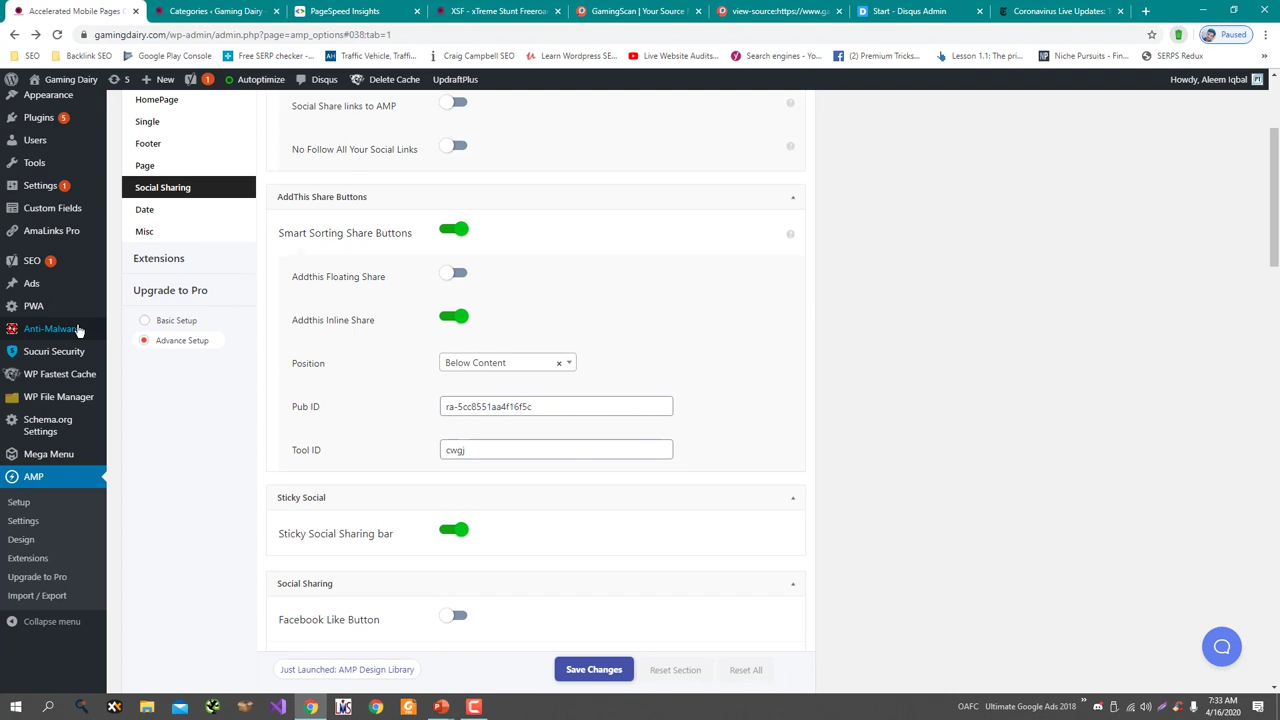 Accelerated Mobile Pages C
Categories ‹ Gaming Dairy
PageSpeed Insights
XSF - xTreme Stunt Freeroa
GamingScan | Your Source
view-source:https://www.ga
Start - Disqus Admin
Coronavirus Live Updates: T
gamingdairy.com/wp-admin/admin.php?page=amp_options#038;tab=1
Paused
SEO
Backlink SEO
Google Play Console
Free SERP checker -...
Traffic Vehicle, Traffi...
Craig Campbell SEO
Learn Wordpress SE...
Live Website Audits...
Search engines - Yo...
(2) Premium Tricks...
Lesson 1.1: The pri...
Niche Pursuits - Fin...
SERPS Redux
Gaming Dairy
5
New
1
Autoptimize
Disqus
Delete Cache
UpdraftPlus
Howdy, Aleem Iqbal
Appearance
Plugins 5
Users
Tools
Settings 1
Custom Fields
AmaLinks Pro
SEO 1
Ads
PWA
Anti-Malware
Sucuri Security
WP Fastest Cache
WP File Manager
Schema.org
Settings
Mega Menu
AMP
Setup
Settings
Design
Extensions
Upgrade to Pro
Import / Export
Collapse menu
HomePage
Single
Footer
Page
Social Sharing
Date
Misc
Extensions
Upgrade to Pro
Basic Setup
Advance Setup
Social Share links to AMP
?
No Follow All Your Social Links
?
AddThis Share Buttons
Smart Sorting Share Buttons
?
Addthis Floating Share
Addthis Inline Share
Position
Below Content
Pub ID
ra-5cc8551aa4f16f5c
Tool ID
cwgj
Sticky Social
Sticky Social Sharing bar
Social Sharing
Facebook Like Button
Just Launched: AMP Design Library
Save Changes
Reset Section
Reset All
OAFC
Ultimate Google Ads 2018
7:33 AM
4/16/2020